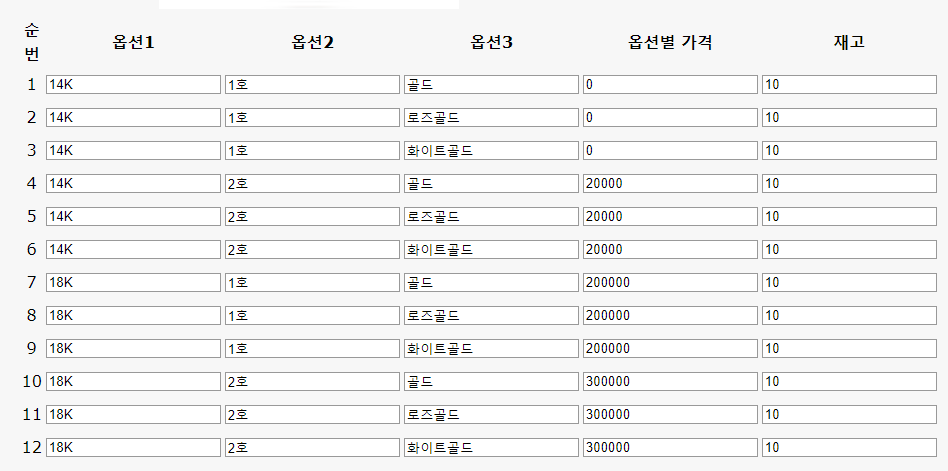 순번 옵션1 옵션2 옵션3 옵션별 가격 재고
1 14K 1호 골드 0 10
2 14K 1호 로즈골드 0 10
3 14K 1호 화이트골드 0 10
4 14K 2호 골드 20000 10
5 14K 2호 로즈골드 20000 10
6 14K 2호 화이트골드 20000 10
7 18K 1호 골드 200000 10
8 18K 1호 로즈골드 200000 10
9 18K 1호 화이트골드 200000 10
10 18K 2호 골드 300000 10
11 18K 2호 로즈골드 300000 10
12 18K 2호 화이트골드 300000 10